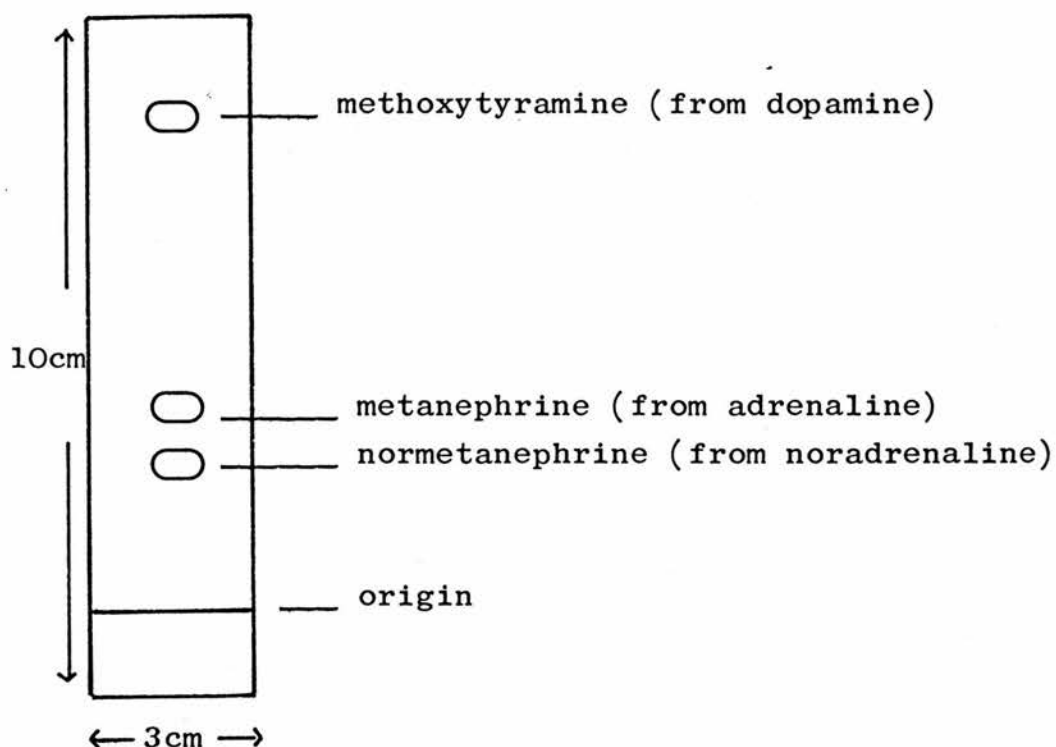 methoxytyramine (from dopamine)
10cm
metanephrine (from adrenaline)
normetanephrine (from noradrenaline)
origin
3cm